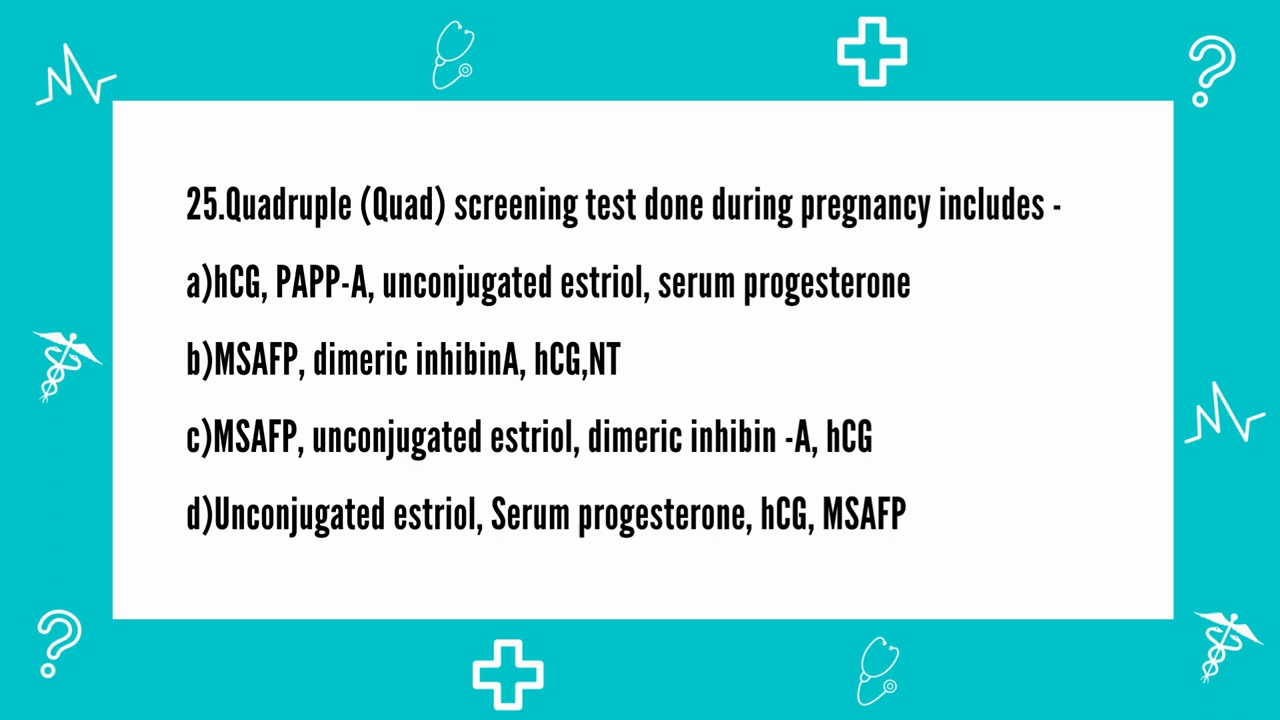 25.Quadruple (Quad) screening test done during pregnancy includes -
a)hCG, PAPP-A, unconjugated estriol, serum progesterone
b)MSAFP, dimeric inhibinA, hCG,NT
c)MSAFP, unconjugated estriol, dimeric inhibin -A, hCG
d)Unconjugated estriol, Serum progesterone, hCG, MSAFP